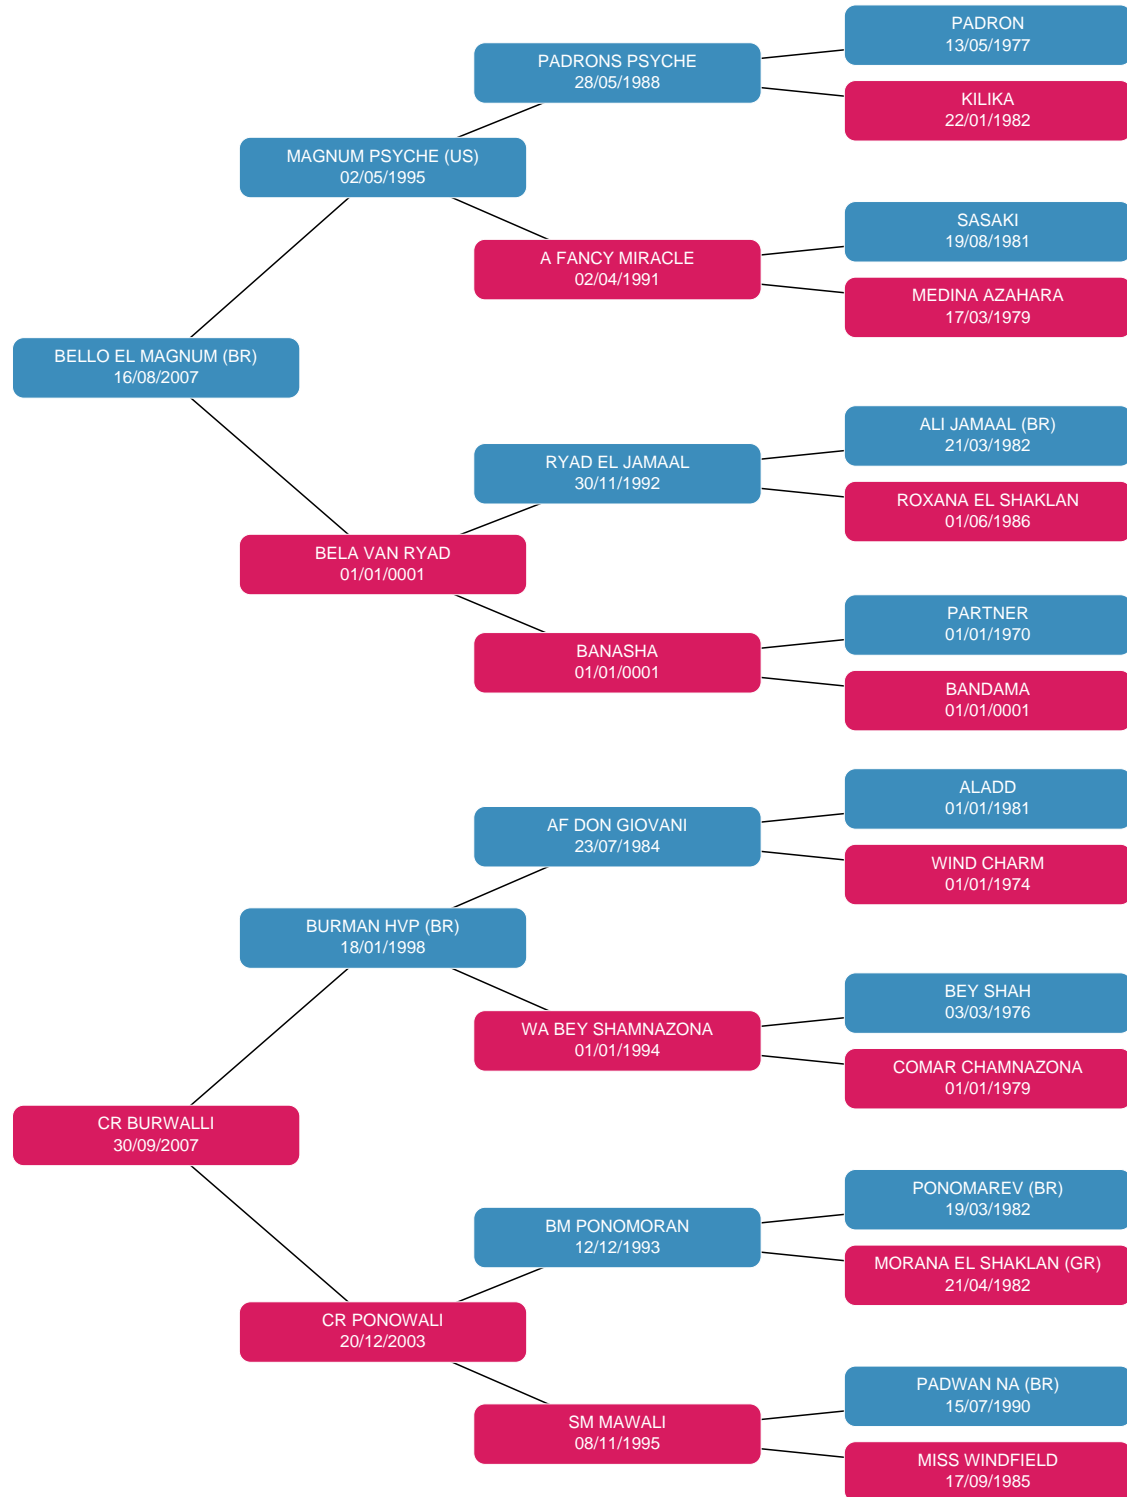 PADRON
13/05/1977
PADRONS PSYCHE
28/05/1988
KILIKA
22/01/1982
MAGNUM PSYCHE (US)
02/05/1995
SASAKI
19/08/1981
A FANCY MIRACLE
02/04/1991
MEDINA AZAHARA
17/03/1979
BELLO EL MAGNUM (BR)
16/08/2007
ALI JAMAAL (BR)
21/03/1982
RYAD EL JAMAAL
30/11/1992
ROXANA EL SHAKLAN
01/06/1986
BELA VAN RYAD
01/01/0001
PARTNER
01/01/1970
BANASHA
01/01/0001
BANDAMA
01/01/0001
ALADD
01/01/1981
AF DON GIOVANI
23/07/1984
WIND CHARM
01/01/1974
BURMAN HVP (BR)
18/01/1998
BEY SHAH
03/03/1976
WA BEY SHAMNAZONA
01/01/1994
COMAR CHAMNAZONA
01/01/1979
CR BURWALLI
30/09/2007
PONOMAREV (BR)
19/03/1982
BM PONOMORAN
12/12/1993
MORANA EL SHAKLAN (GR)
21/04/1982
CR PONOWALI
20/12/2003
PADWAN NA (BR)
15/07/1990
SM MAWALI
08/11/1995
MISS WINDFIELD
17/09/1985